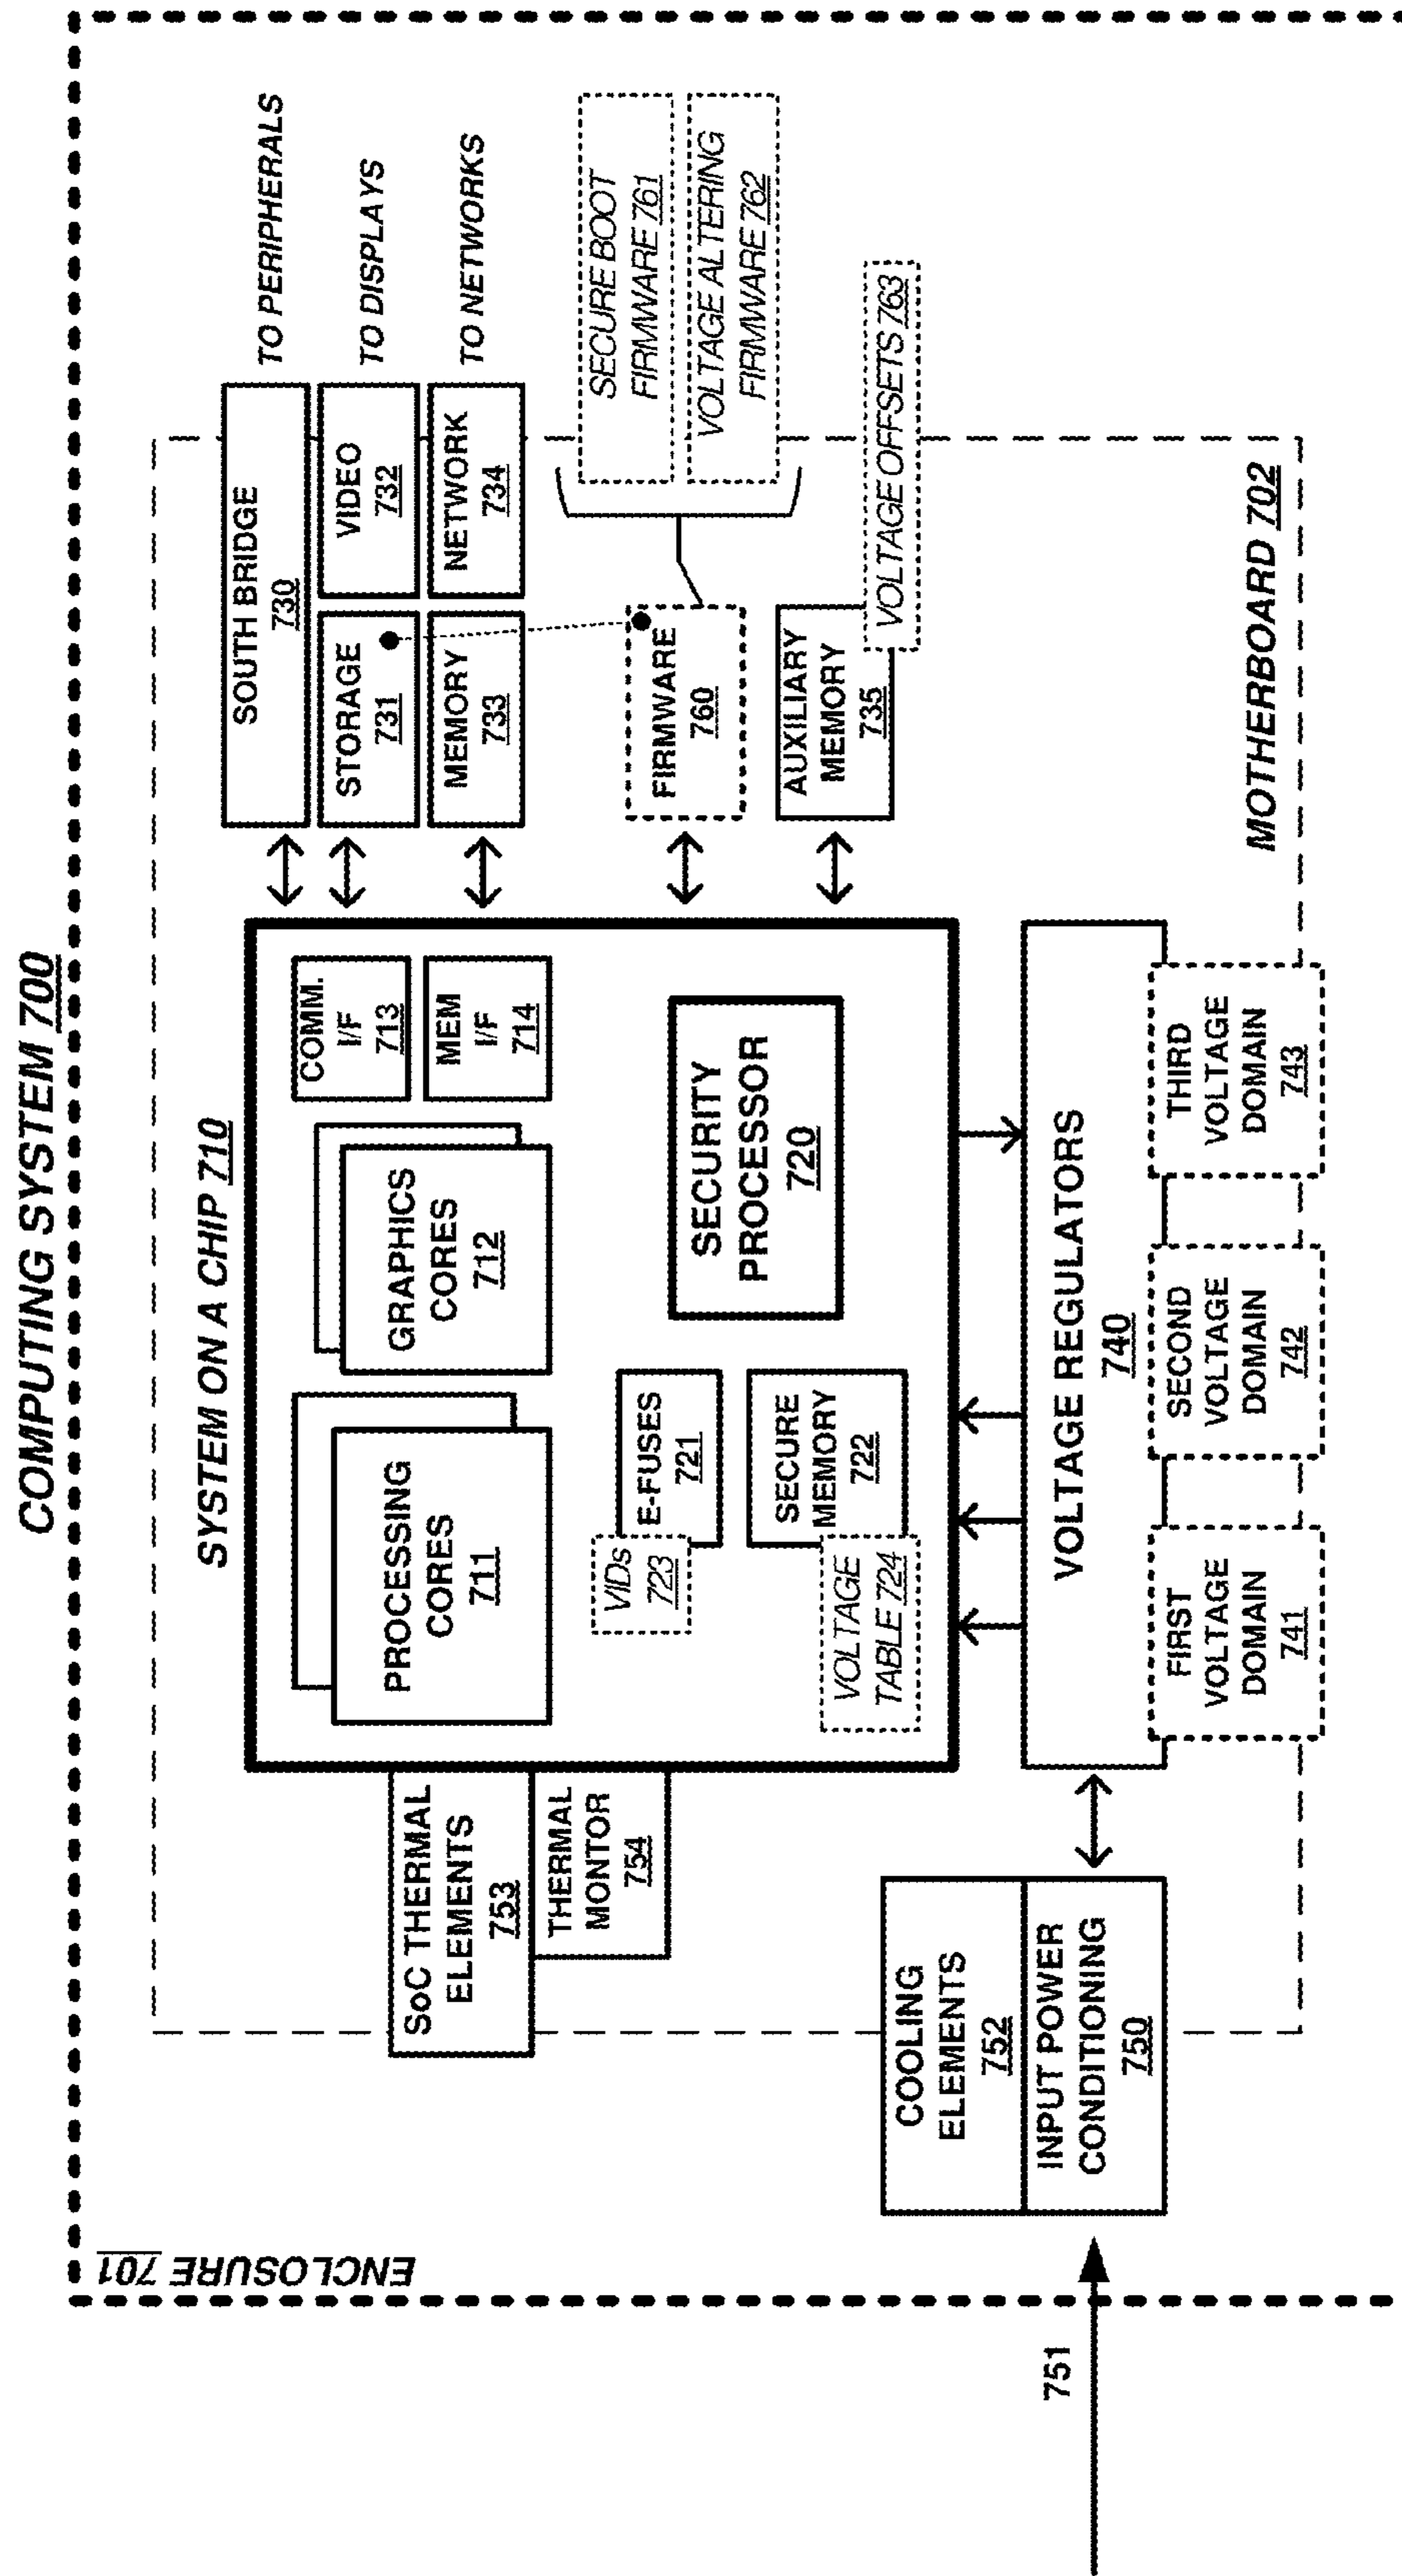 COMPUTING SYSTEM 700
ENCLOSURE 701
SYSTEM ON A CHIP 710
PROCESSING
CORES
711
GRAPHICS
CORES
712
COMM.
I/F
713
MEM
I/F
714
E-FUSES
721
VIDs
723
SECURE
MEMORY
722
VOLTAGE
TABLE 724
SECURITY
PROCESSOR
720
SoC THERMAL
ELEMENTS
753
THERMAL
MONTOR
754
SOUTH BRIDGE
730
TO PERIPHERALS
STORAGE
731
VIDEO
732
TO DISPLAYS
MEMORY
733
NETWORK
734
TO NETWORKS
FIRMWARE
760
SECURE BOOT
FIRMWARE 761
VOLTAGE ALTERING
FIRMWARE 762
AUXILIARY
MEMORY
735
VOLTAGE OFFSETS 763
COOLING
ELEMENTS
752
INPUT POWER
CONDITIONING
750
751
VOLTAGE REGULATORS
740
FIRST
VOLTAGE
DOMAIN
741
SECOND
VOLTAGE
DOMAIN
742
THIRD
VOLTAGE
DOMAIN
743
MOTHERBOARD 702